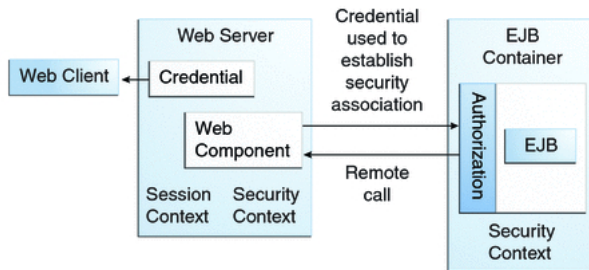 Web Client
Web Server
Credential
Web
Component
Session
Context
Security
Context
Credential
used to
establish
security
association
Remote
call
EJB
Container
Authorization
EJB
Security
Context